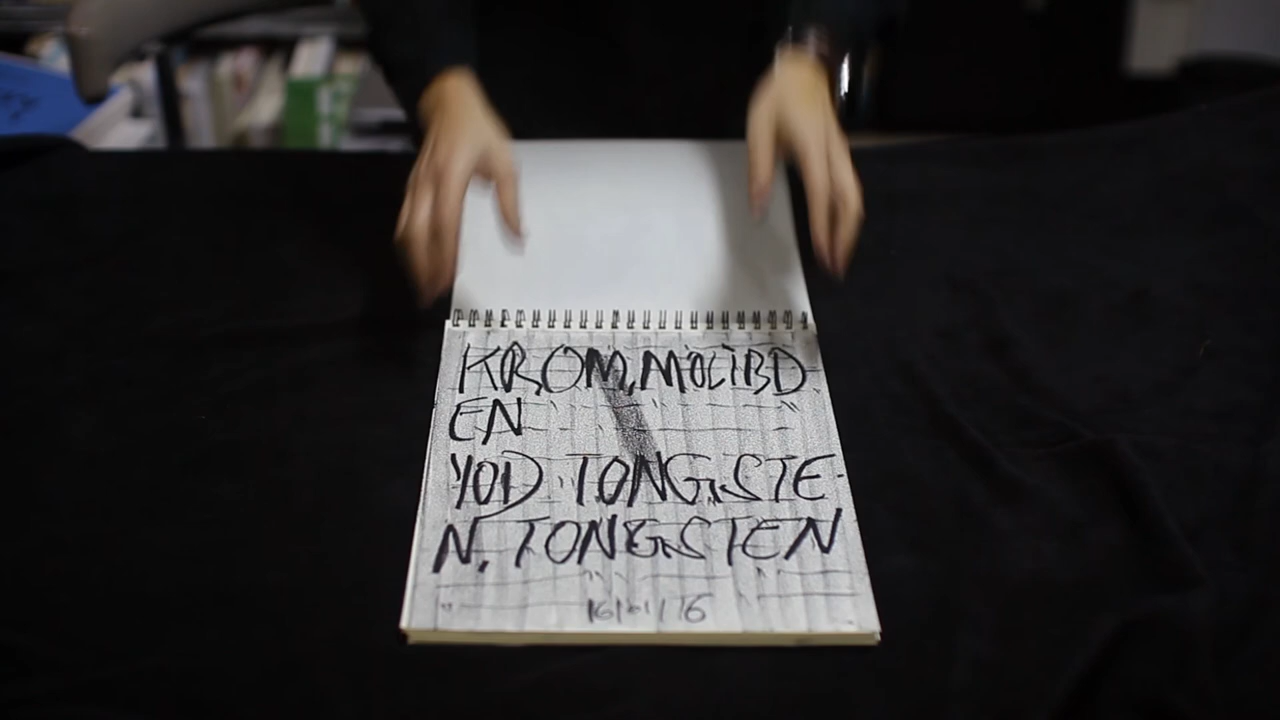 KROM, MOLİBD
EN
YOD TONGSTE
N, TONGSTEN
16/01/16